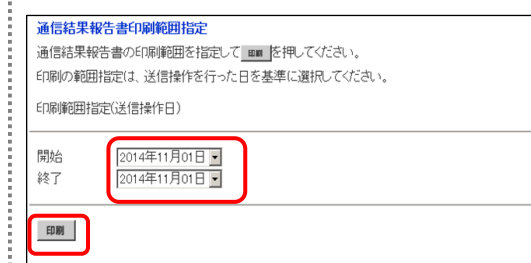 通信結果報告書印刷範囲指定
通信結果報告書の印刷範囲を指定して 印刷 を押してください。
印刷の範囲指定は、送信操作を行った日を基準に選択してください。
印刷範囲指定(送信操作日)
開始 2014年11月01日
終了 2014年11月01日
印刷